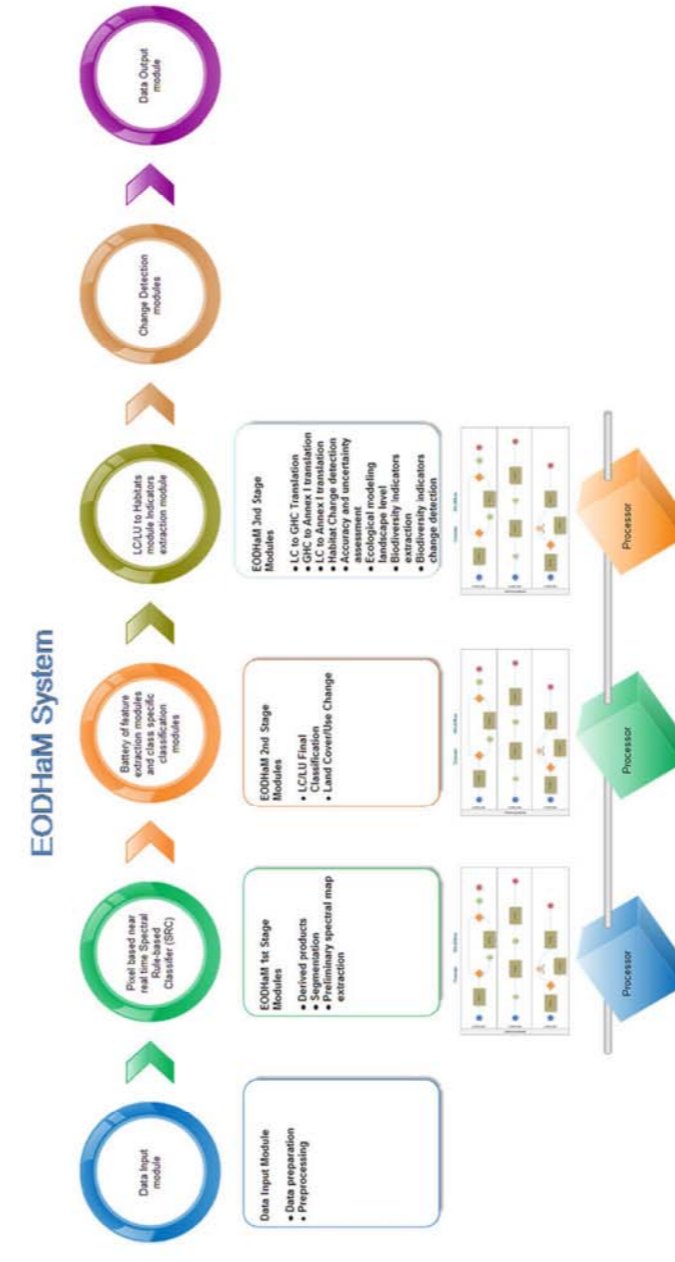 EODHaM System
Data Input
module
Pixel based near
real time Spectral
Rule-based
Classifer (SRC)
Battery of feature
extraction modules
and class specific
classification
modules
LC/LU to Habitats
module Indicators
extraction module
Change Detection
modules
Data Output
module
Data Input Module
• Data preparation
• Preprocessing
EODHaM 1st Stage
Modules
• Derived products
• Segmentation
• Preliminary spectral map
extraction
EODHaM 2nd Stage
Modules
• LC/LU Final
Classification
• Land Cover/Use Change
EODHaM 3nd Stage
Modules
• LC to GHC Translation
• GHC to Annex I translation
• LC to Annex I translation
• Habitat Change detection
• Accuracy and uncertainty
assessment
• Ecological modeling
landscape level
• Biodiversity indicators
extraction
• Biodiversity indicators
change detection
Processor
Processor
Processor